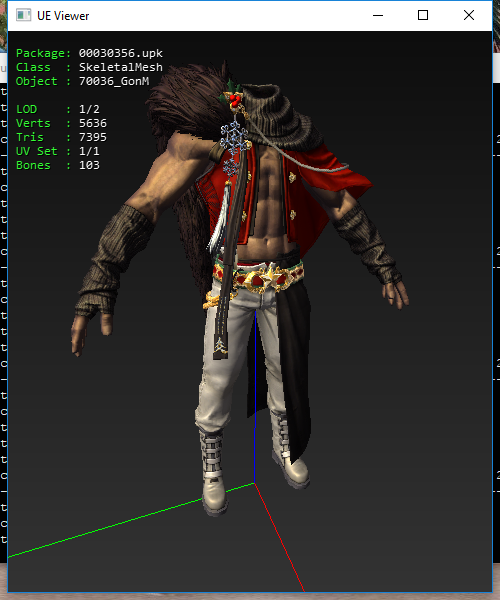 UE Viewer
Package: 00030356.upk
Class : SkeletalMesh
Object : 70036_GonM
LOD : 1/2
Verts : 5636
Tris : 7395
UV Set : 1/1
Bones : 103